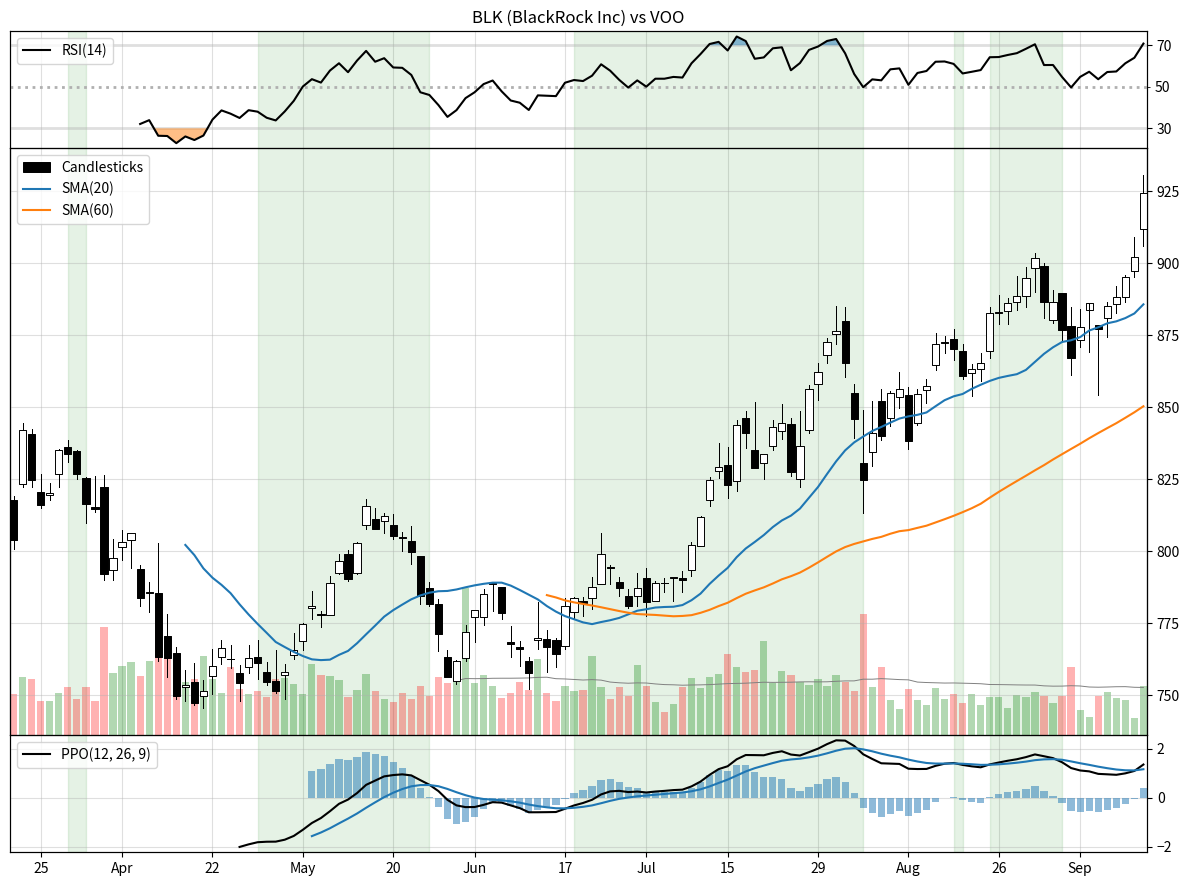 BLK (BlackRock Inc) vs VOO
RSI(14)
70
50
30
Candlesticks
SMA(20)
SMA(60)
925
900
875
850
825
800
775
750
PPO(12, 26, 9)
2
0
−2
25 Apr 22 May 20 Jun 17 Jul 15 29 Aug 26 Sep